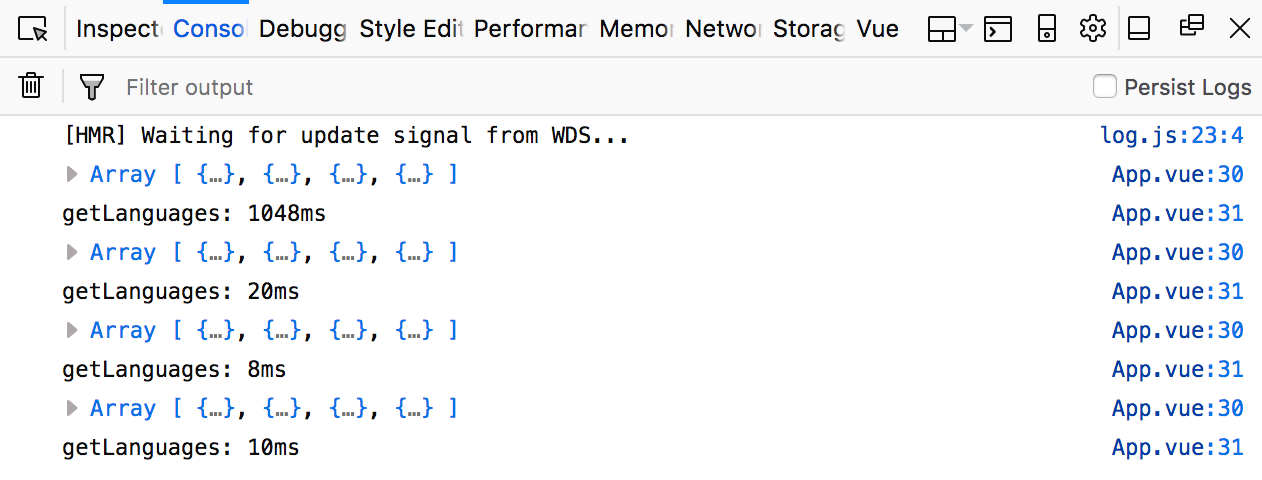 Inspect Conso Debugg Style Edit Performar Memor Networ Storag Vue
Filter output Persist Logs
[HMR] Waiting for update signal from WDS... log.js:23:4
Array [ {…}, {…}, {…}, {…} ] App.vue:30
getLanguages: 1048ms App.vue:31
Array [ {…}, {…}, {…}, {…} ] App.vue:30
getLanguages: 20ms App.vue:31
Array [ {…}, {…}, {…}, {…} ] App.vue:30
getLanguages: 8ms App.vue:31
Array [ {…}, {…}, {…}, {…} ] App.vue:30
getLanguages: 10ms App.vue:31